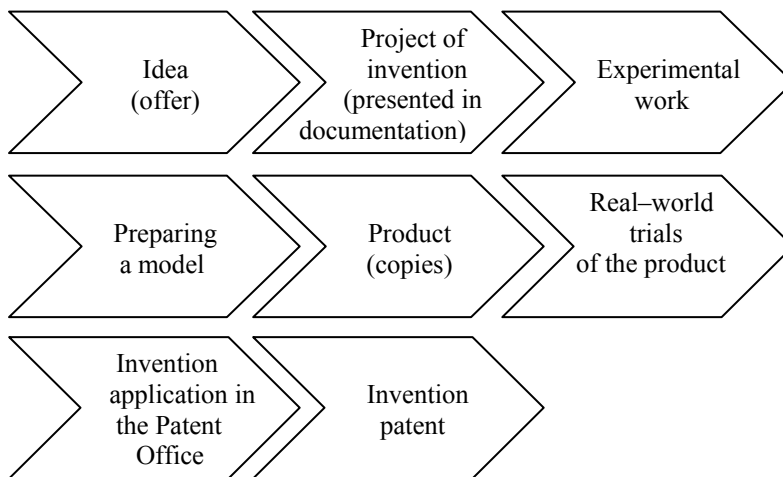 Idea
(offer)
Project of
invention
(presented in
documentation)
Experimental
work
Preparing
a model
Product
(copies)
Real–world
trials
of the product
Invention
application in
the Patent
Office
Invention
patent